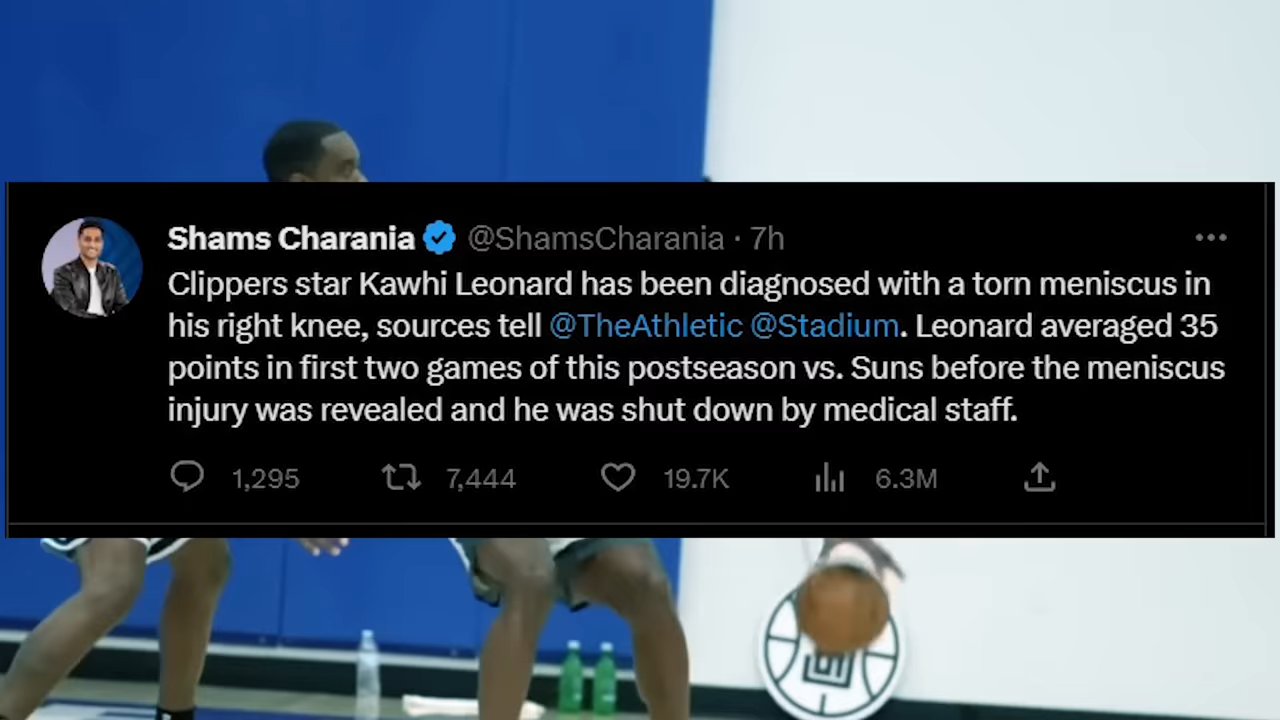 Shams Charania @ShamsCharania · 7h
Clippers star Kawhi Leonard has been diagnosed with a torn meniscus in
his right knee, sources tell @TheAthletic @Stadium. Leonard averaged 35
points in first two games of this postseason vs. Suns before the meniscus
injury was revealed and he was shut down by medical staff.
1,295 7,444 19.7K 6.3M